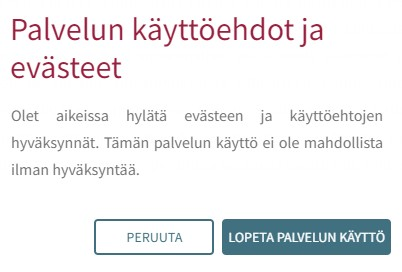 Palvelun käyttöehdot ja
evästeet
Olet aikeissa hylätä evästeen ja käyttöehtojen
hyväksynnät. Tämän palvelun käyttö ei ole mahdollista
ilman hyväksyntää.
PERUUTA LOPETA PALVELUN KÄYTTÖ